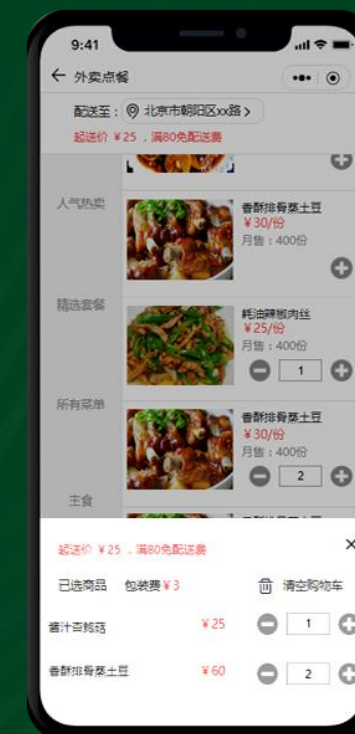 9:41
外卖点餐
配送至： 北京市朝阳区xx路
起送价 ¥25 ，满80免配送费
人气热卖
香酥排骨蒸土豆
¥30/份
月售：400份
精选套餐
耗油辣椒肉丝
¥25/份
月售：400份
1
所有菜单
香酥排骨蒸土豆
¥30/份
月售：400份
2
主食
起送价 ¥25 ，满80免配送费
已选商品 包装费¥3 清空购物车
酱汁杏鲍菇 ¥25 1
香酥排骨蒸土豆 ¥60 2